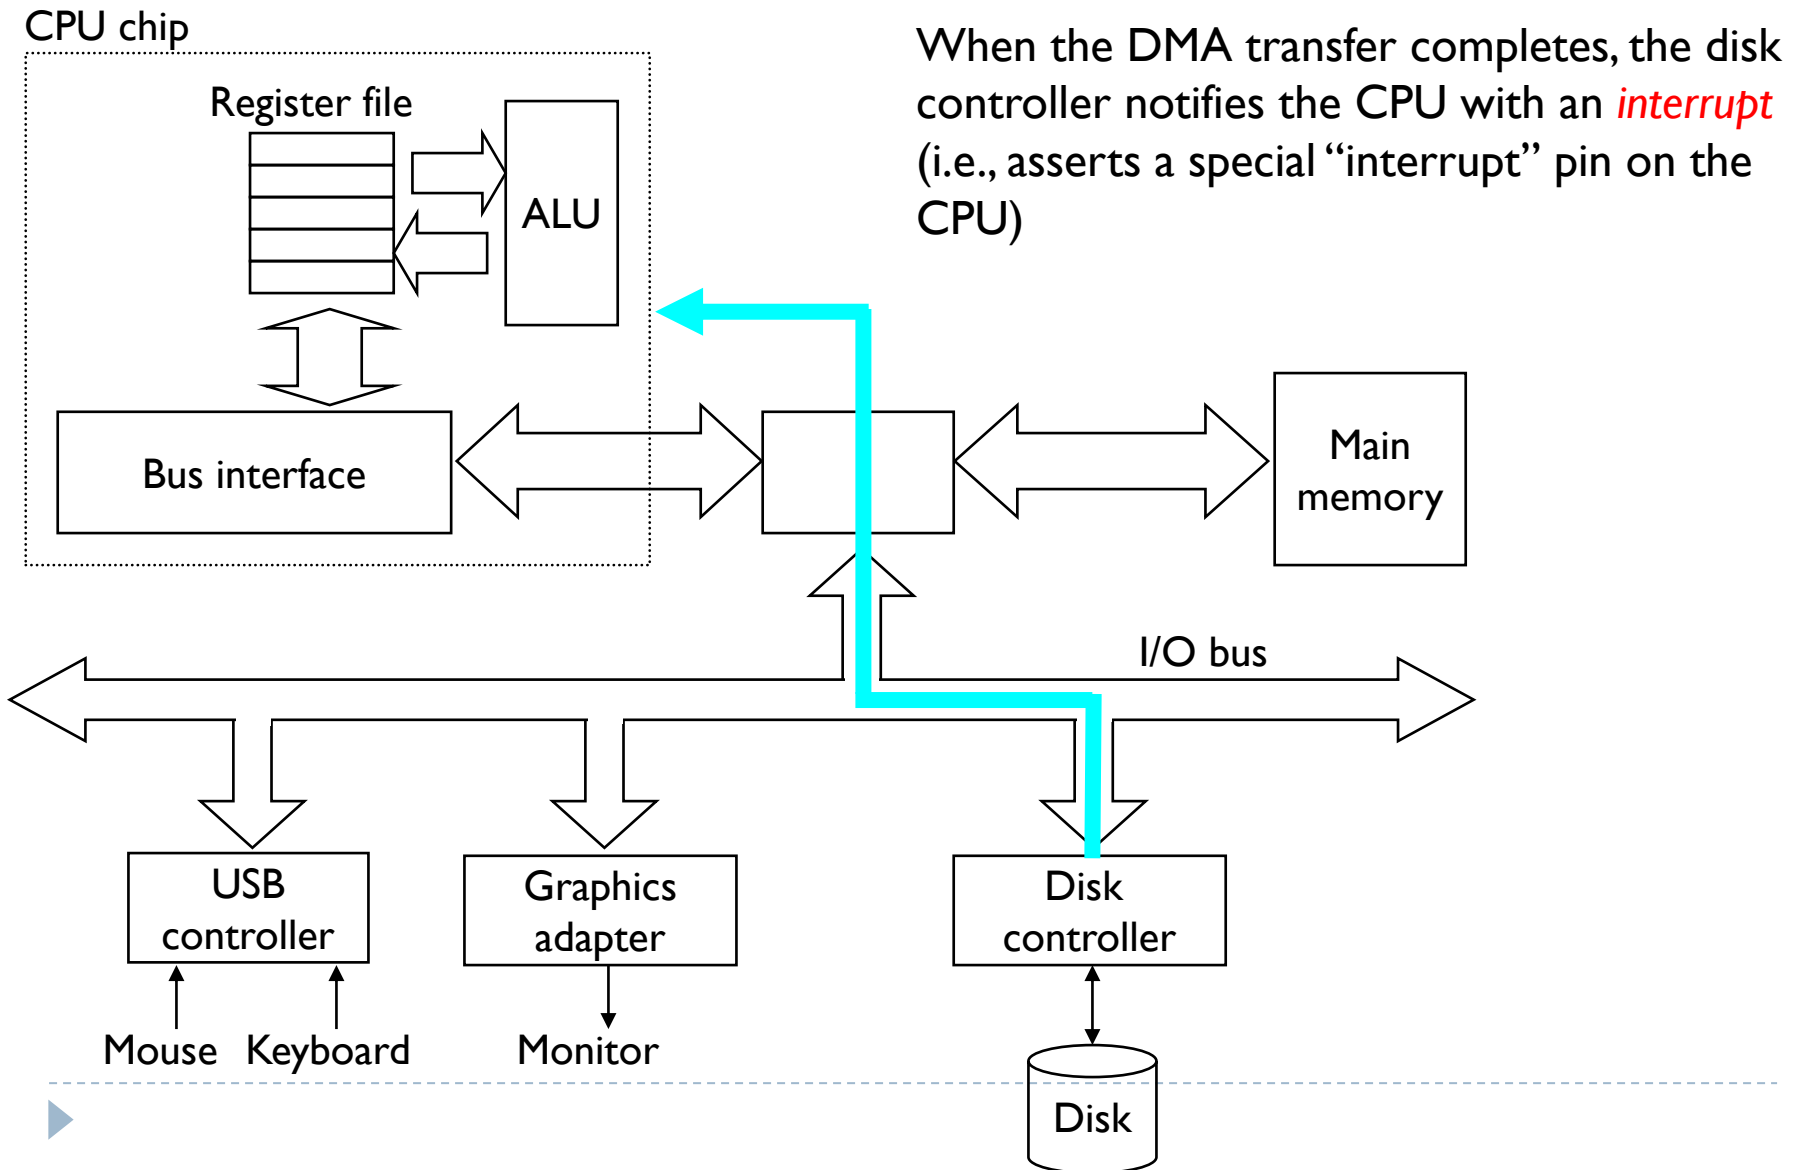 CPU chip
When the DMA transfer completes, the disk
controller notifies the CPU with an interrupt
(i.e., asserts a special “interrupt” pin on the
CPU)
Register file
ALU
Bus interface
Main
memory
I/O bus
USB
controller
Graphics
adapter
Disk
controller
Mouse
Keyboard
Monitor
Disk